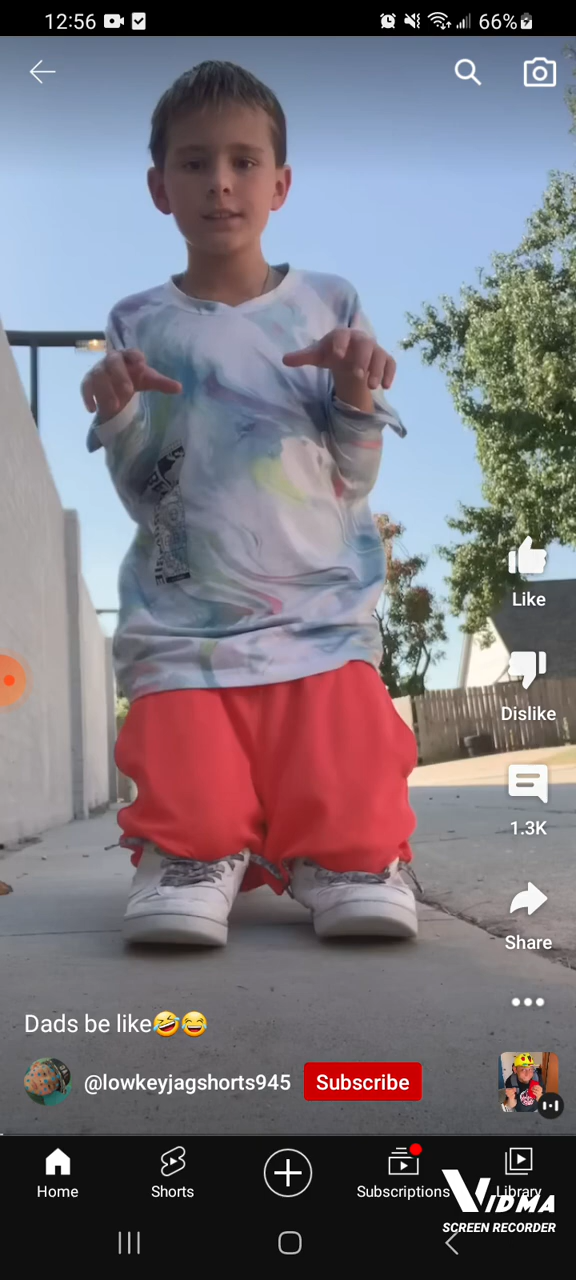 12:56
66%
Like
Dislike
1.3K
Share
Dads be like🤣😂
@lowkeyjagshorts945
Subscribe
Home
Shorts
Subscriptions
Library
VIDMA
SCREEN RECORDER